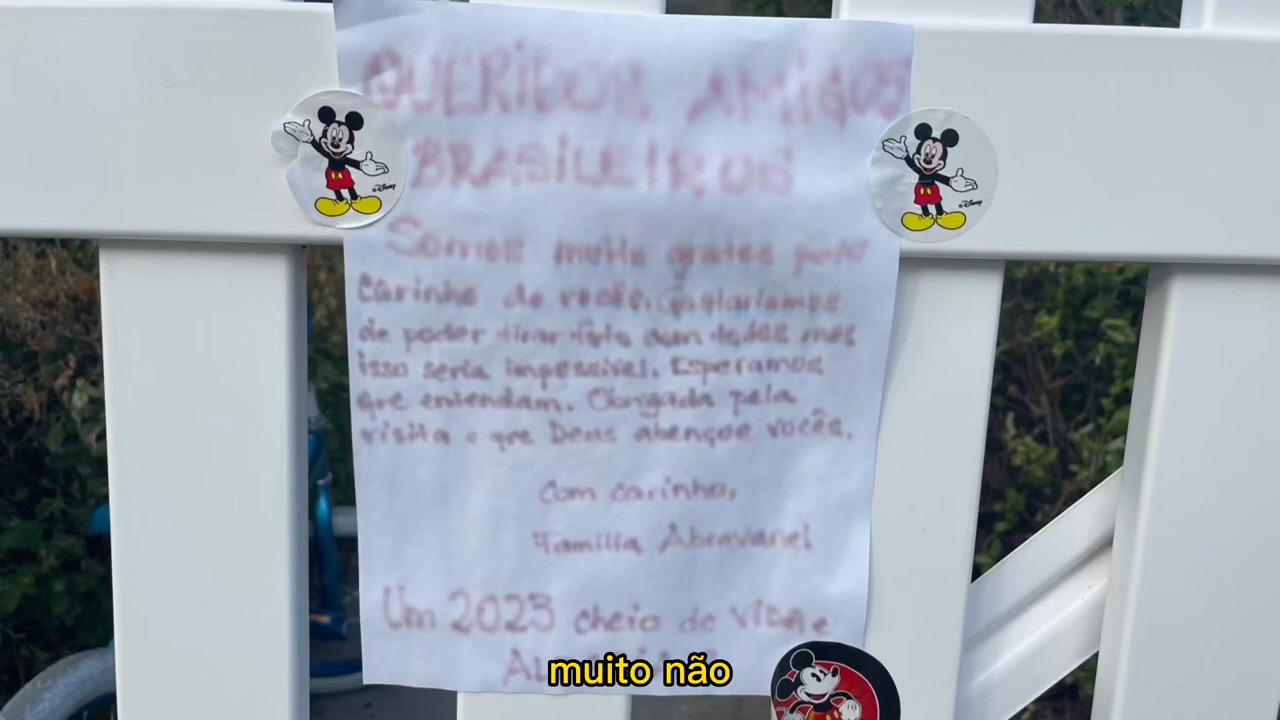 QUERIDOS AMIGOS
BRASILEIROS
Somos muito gratos pelo
carinho de vocês, gostaríamos
de poder tirar foto com todos mas
isso seria impossível. Esperamos
que entendam. Obrigada pela
visita e que Deus abençoe vocês.
Com carinho,
Família Abravanel
Um 2023 cheio de vida e
muito não
©Disney
©Disney